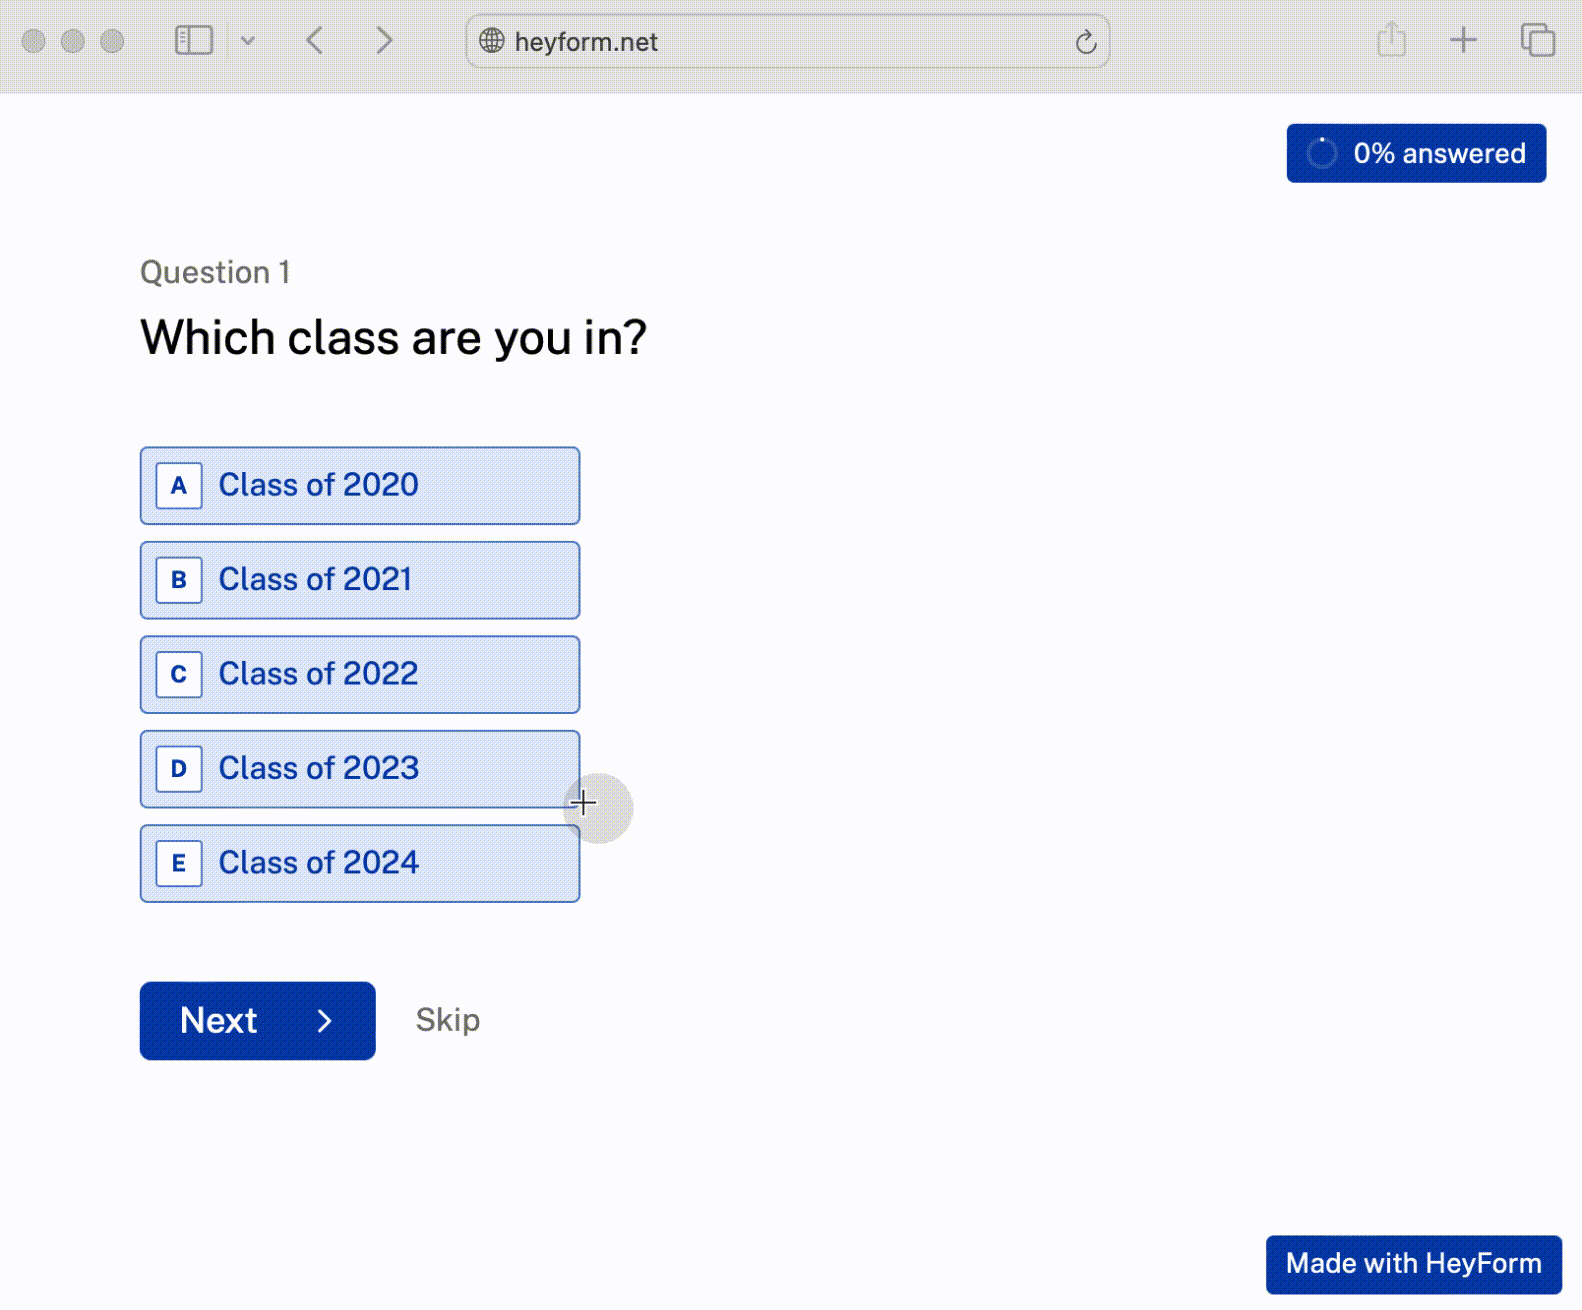 heyform.net
0% answered
Question 1
Which class are you in?
A Class of 2020
B Class of 2021
C Class of 2022
D Class of 2023
E Class of 2024
Next Skip
Made with HeyForm